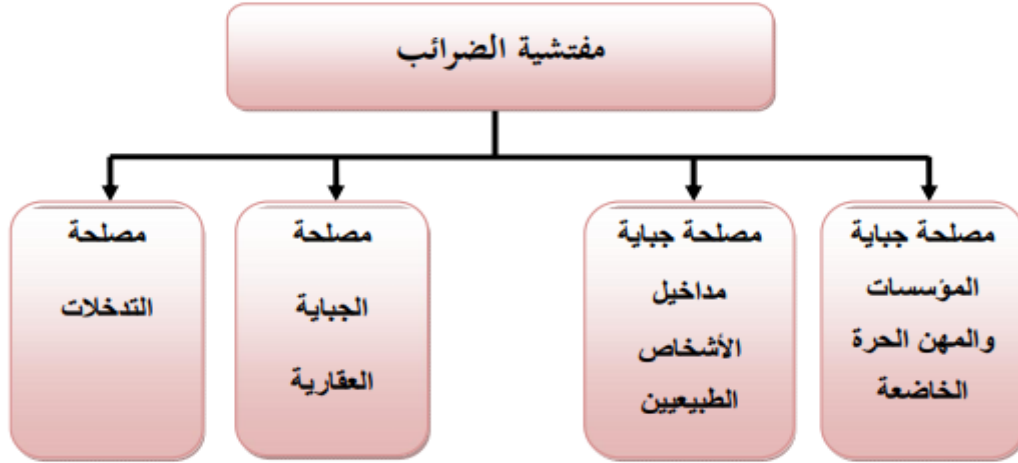 مفتشية الضرائب
مصلحة جباية
المؤسسات
والمهن الحرة
الخاضعة
مصلحة جباية
مداخيل
الأشخاص
الطبيعيين
مصلحة
الجباية
العقارية
مصلحة
التدخلات